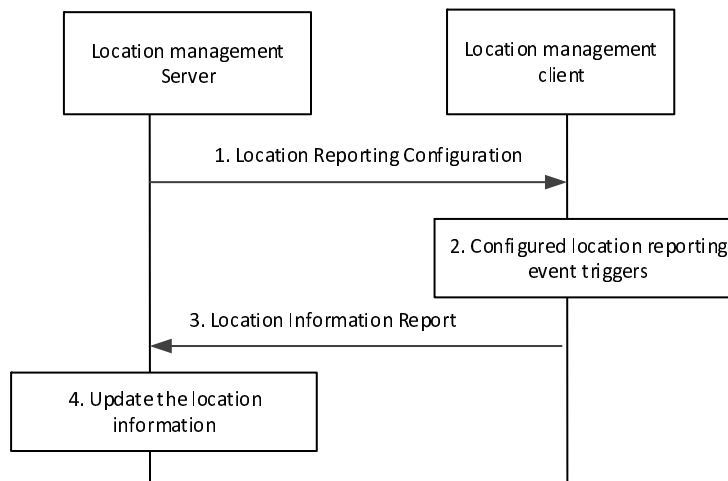 Location management
Server
Location management
client
1. Location Reporting Configuration
2. Configured location reporting
event triggers
3. Location Information Report
4. Update the location
information